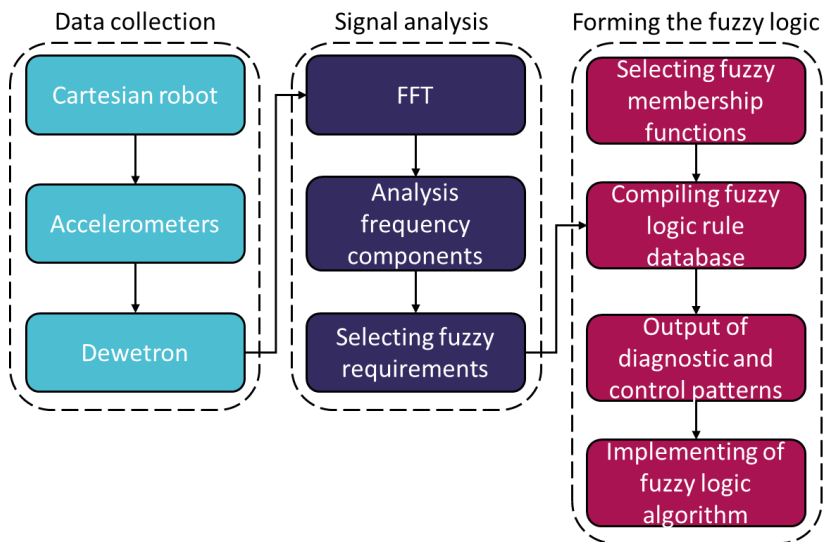 Data collection
Cartesian robot
Accelerometers
Dewetron
Signal analysis
FFT
Analysis
frequency
components
Selecting fuzzy
requirements
Forming the fuzzy logic
Selecting fuzzy
membership
functions
Compiling fuzzy
logic rule
database
Output of
diagnostic and
control patterns
Implementing of
fuzzy logic
algorithm